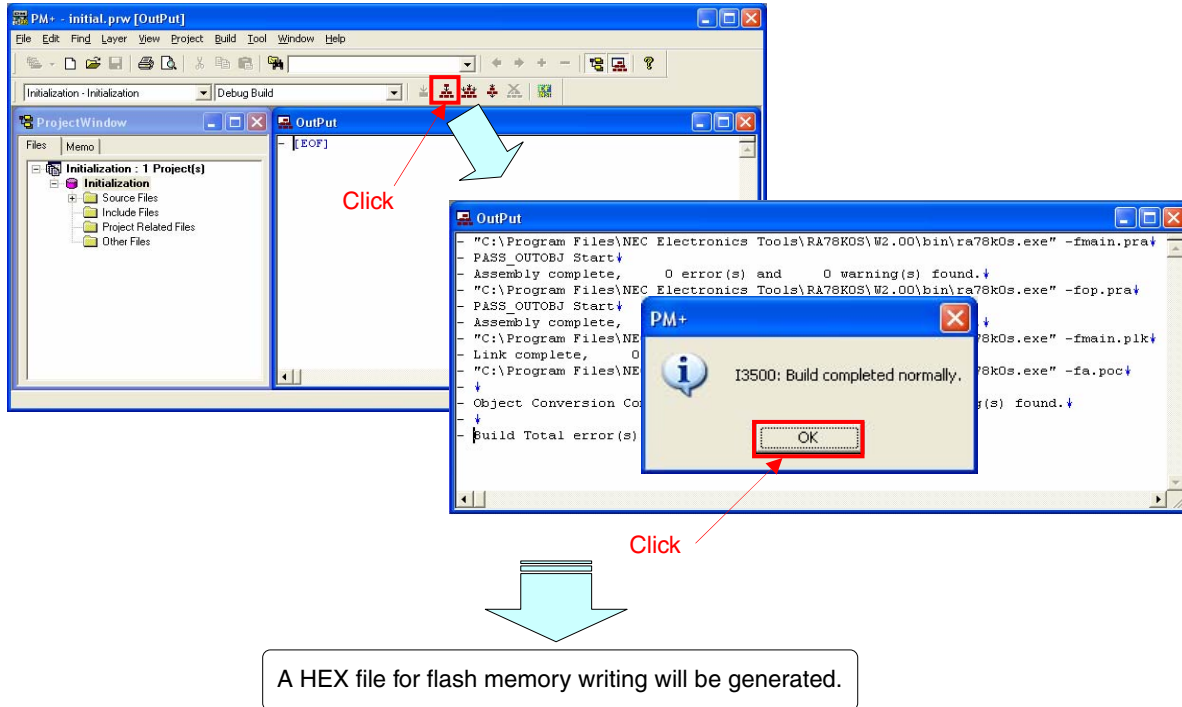 PM+ - initial.prw [OutPut]
File Edit Find Layer View Project Build Tool Window Help
Initialization - Initialization Debug Build
ProjectWindow
Files Memo
Initialization : 1 Project(s)
Initialization
Source Files
Include Files
Project Related Files
Other Files
OutPut
- [EOF]
Click
OutPut
- "C:\Program Files\NEC Electronics Tools\RA78K0S\W2.00\bin\ra78k0s.exe" -fmain.pra↓
- PASS_OUTOBJ Start↓
- Assembly complete, 0 error(s) and 0 warning(s) found.↓
- "C:\Program Files\NEC Electronics Tools\RA78K0S\W2.00\bin\ra78k0s.exe" -fop.pra↓
- PASS_OUTOBJ Start↓
- Assembly complete, ↓
- "C:\Program Files\NE 78k0s.exe" -fmain.plk↓
- Link complete, 0
- "C:\Program Files\NE 78k0s.exe" -fa.poc↓
- ↓
- Object Conversion Co g(s) found.↓
- ↓
- Build Total error(s)
PM+
I3500: Build completed normally.
OK
Click
A HEX file for flash memory writing will be generated.